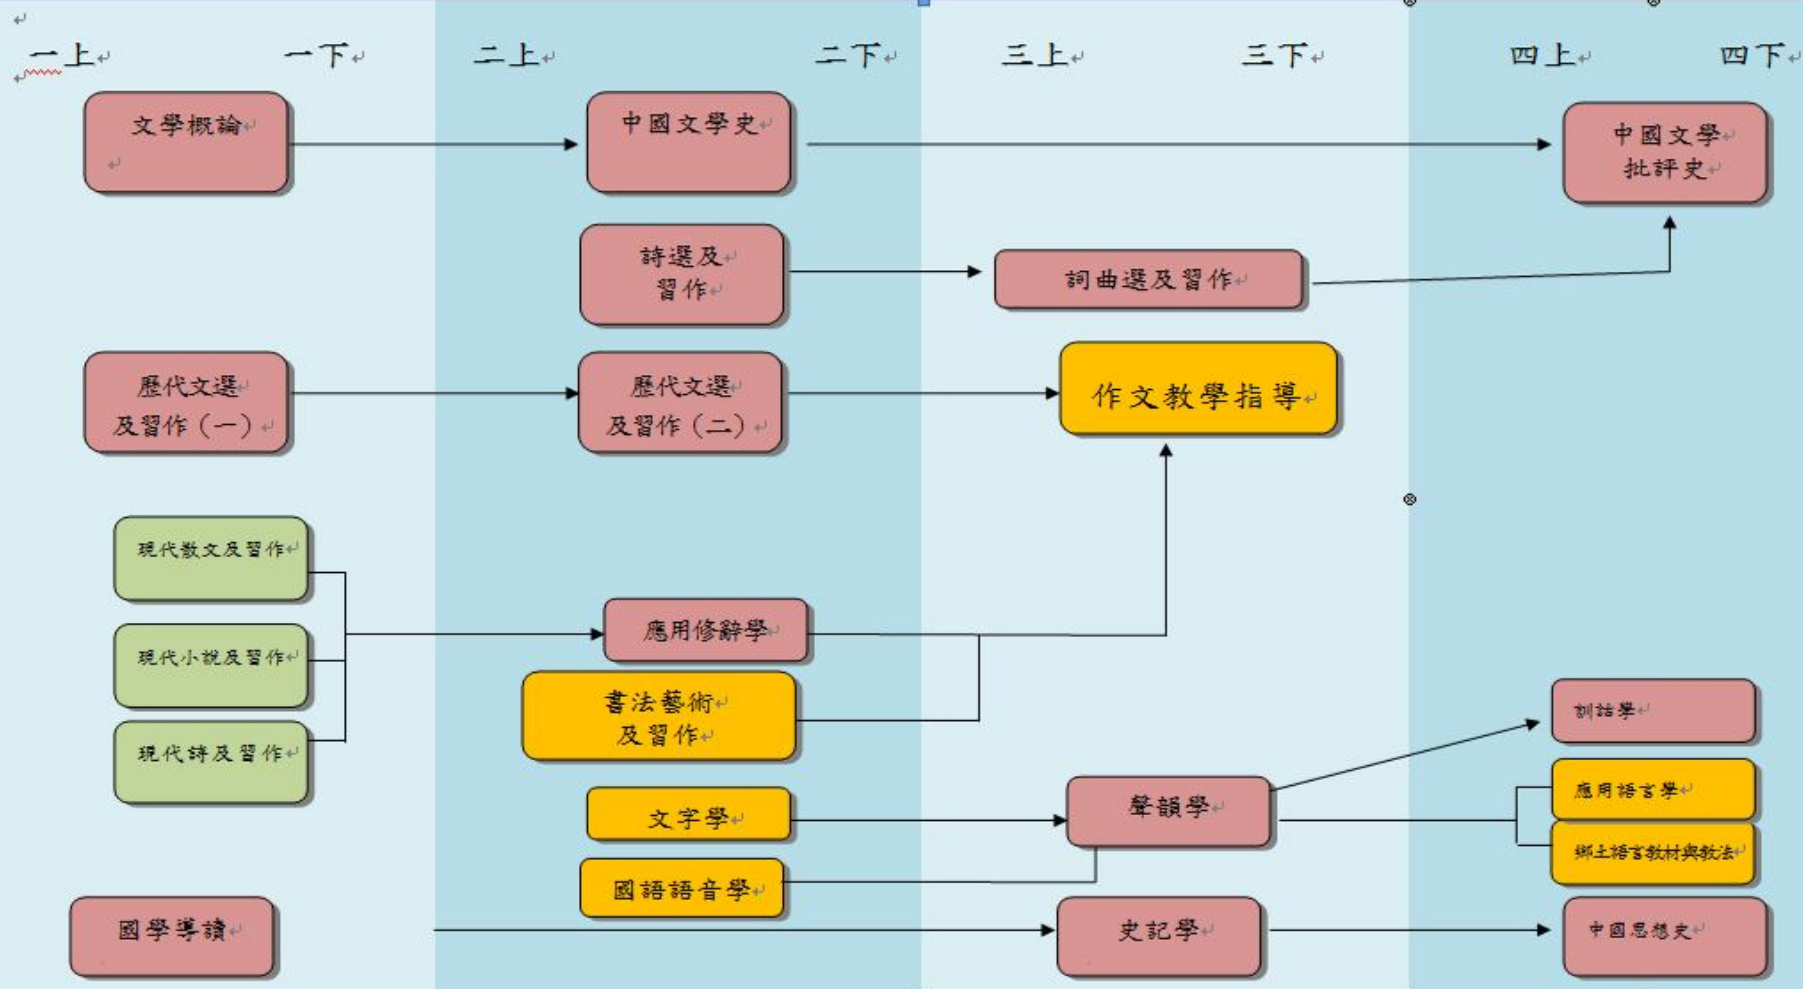 一上 一下 二上 二下 三上 三下 四上 四下
文學概論
中國文學史
中國文學
批評史
詩選及
習作
詞曲選及習作
歷代文選
及習作（一）
歷代文選
及習作（二）
作文教學指導
現代散文及習作
現代小說及習作
現代詩及習作
應用修辭學
書法藝術
及習作
文字學
國語語音學
聲韻學
訓詁學
應用語言學
鄉土語言教材與教法
國學導讀
史記學
中國思想史